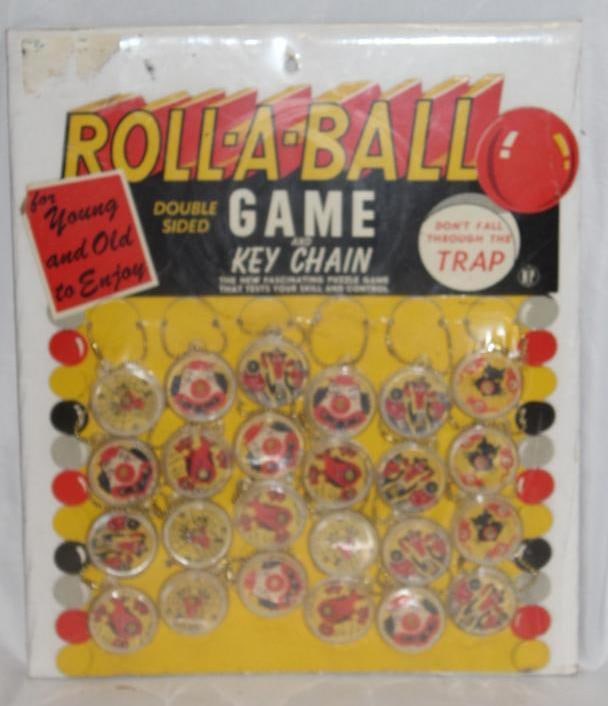 ROLL·A·BALL
for
Young
and Old
to Enjoy
DOUBLE
SIDED
GAME
AND
KEY CHAIN
THE NEW FASCINATING PUZZLE GAME
THAT TESTS YOUR SKILL AND CONTROL
DON'T FALL
THROUGH THE
TRAP